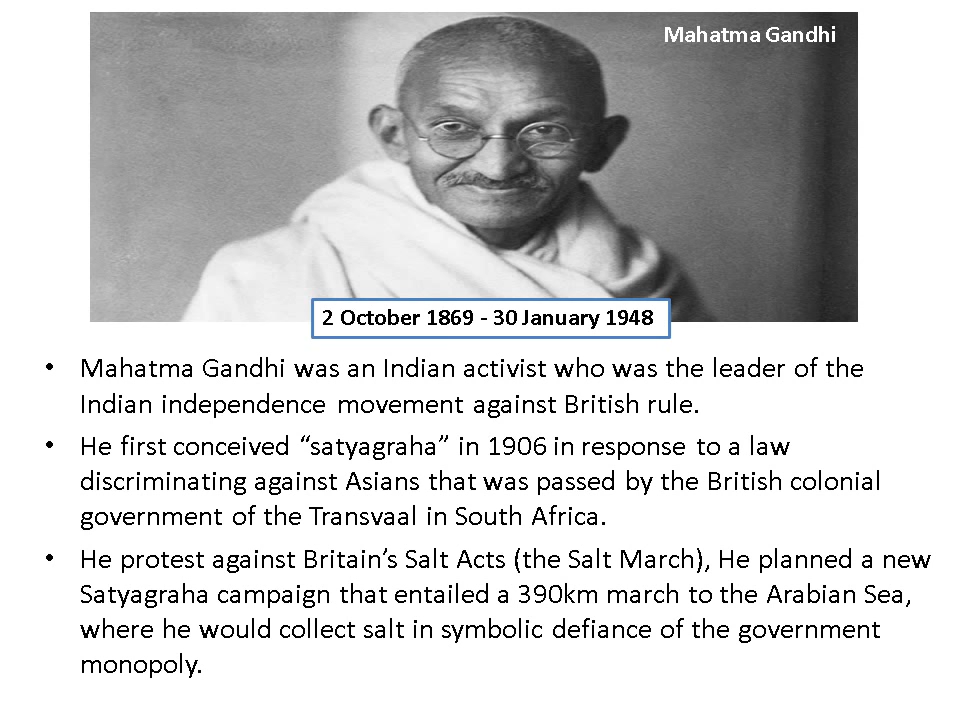 Mahatma Gandhi
2 October 1869 - 30 January 1948
• Mahatma Gandhi was an Indian activist who was the leader of the
Indian independence movement against British rule.
• He first conceived “satyagraha” in 1906 in response to a law
discriminating against Asians that was passed by the British colonial
government of the Transvaal in South Africa.
• He protest against Britain’s Salt Acts (the Salt March), He planned a new
Satyagraha campaign that entailed a 390km march to the Arabian Sea,
where he would collect salt in symbolic defiance of the government
monopoly.